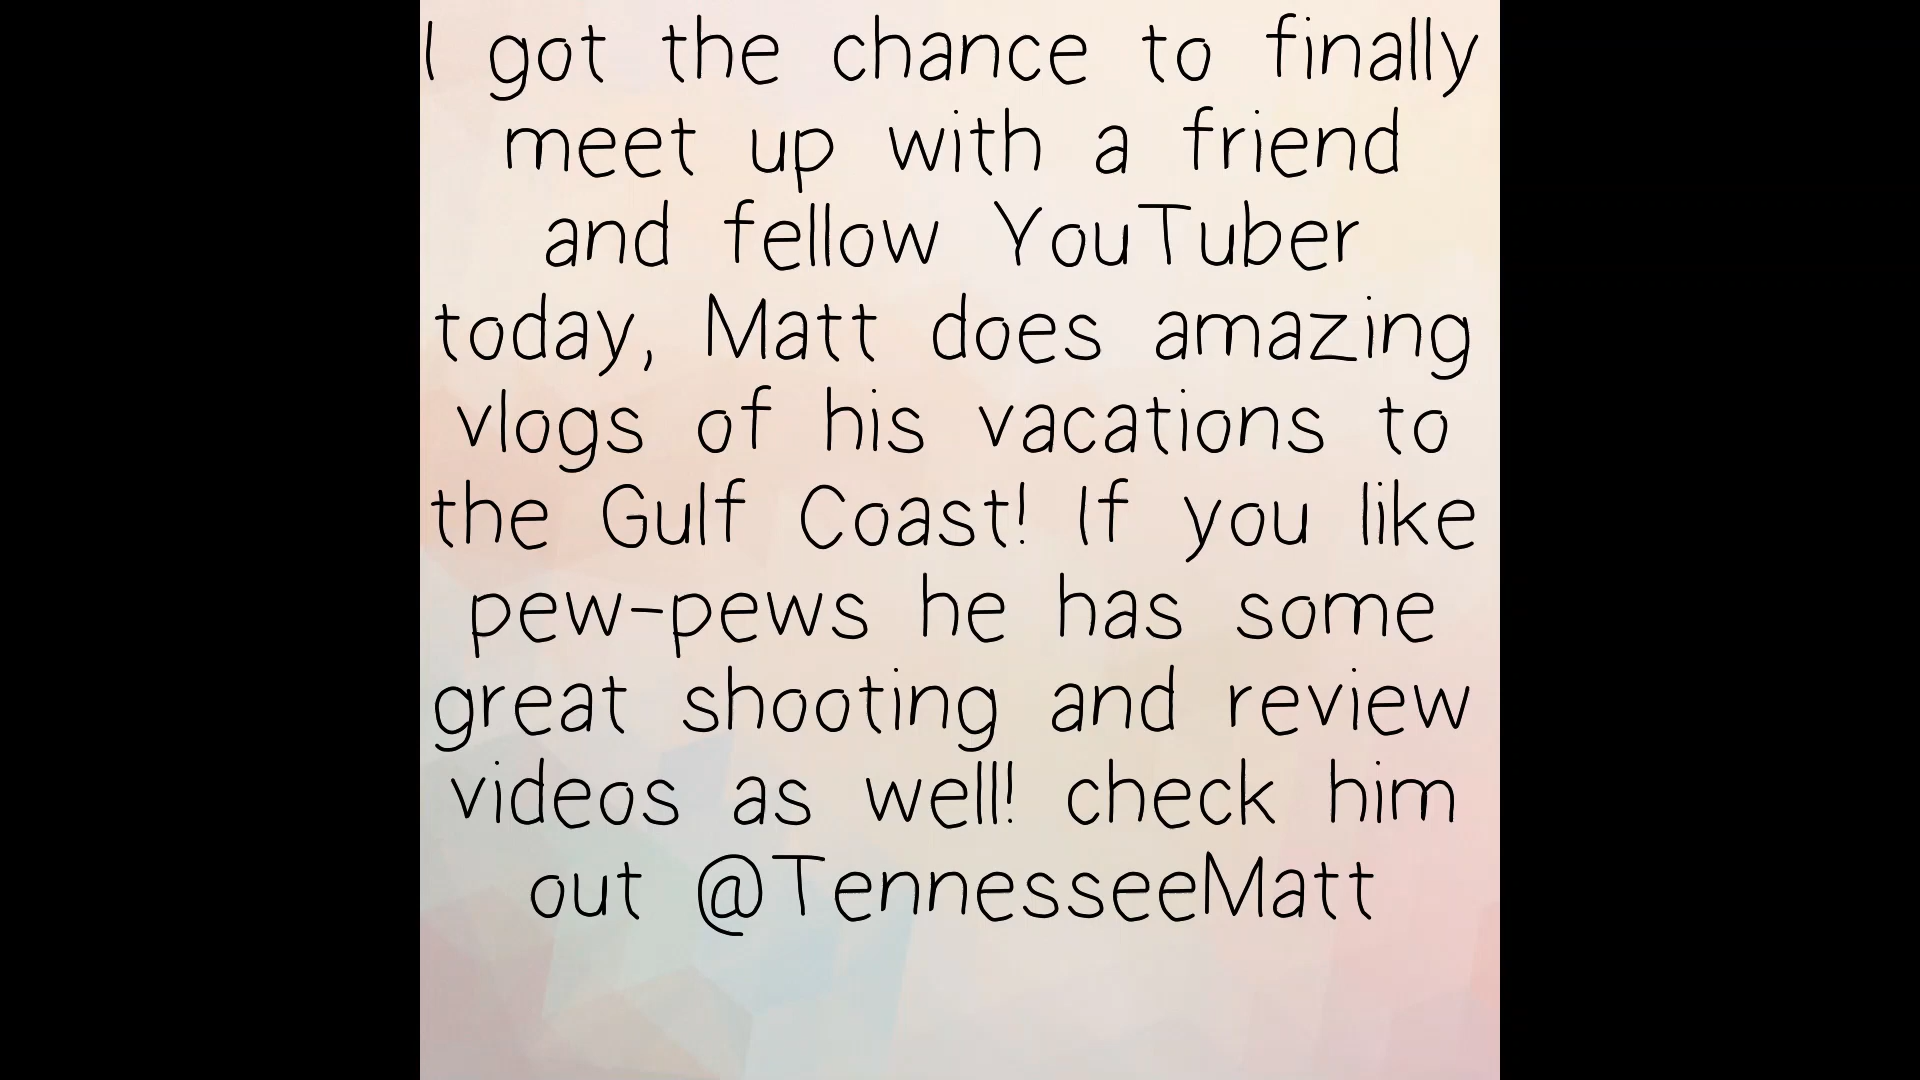 I got the chance to finally
meet up with a friend
and fellow YouTuber
today, Matt does amazing
vlogs of his vacations to
the Gulf Coast! If you like
pew-pews he has some
great shooting and review
videos as well! check him
out @TennesseeMatt